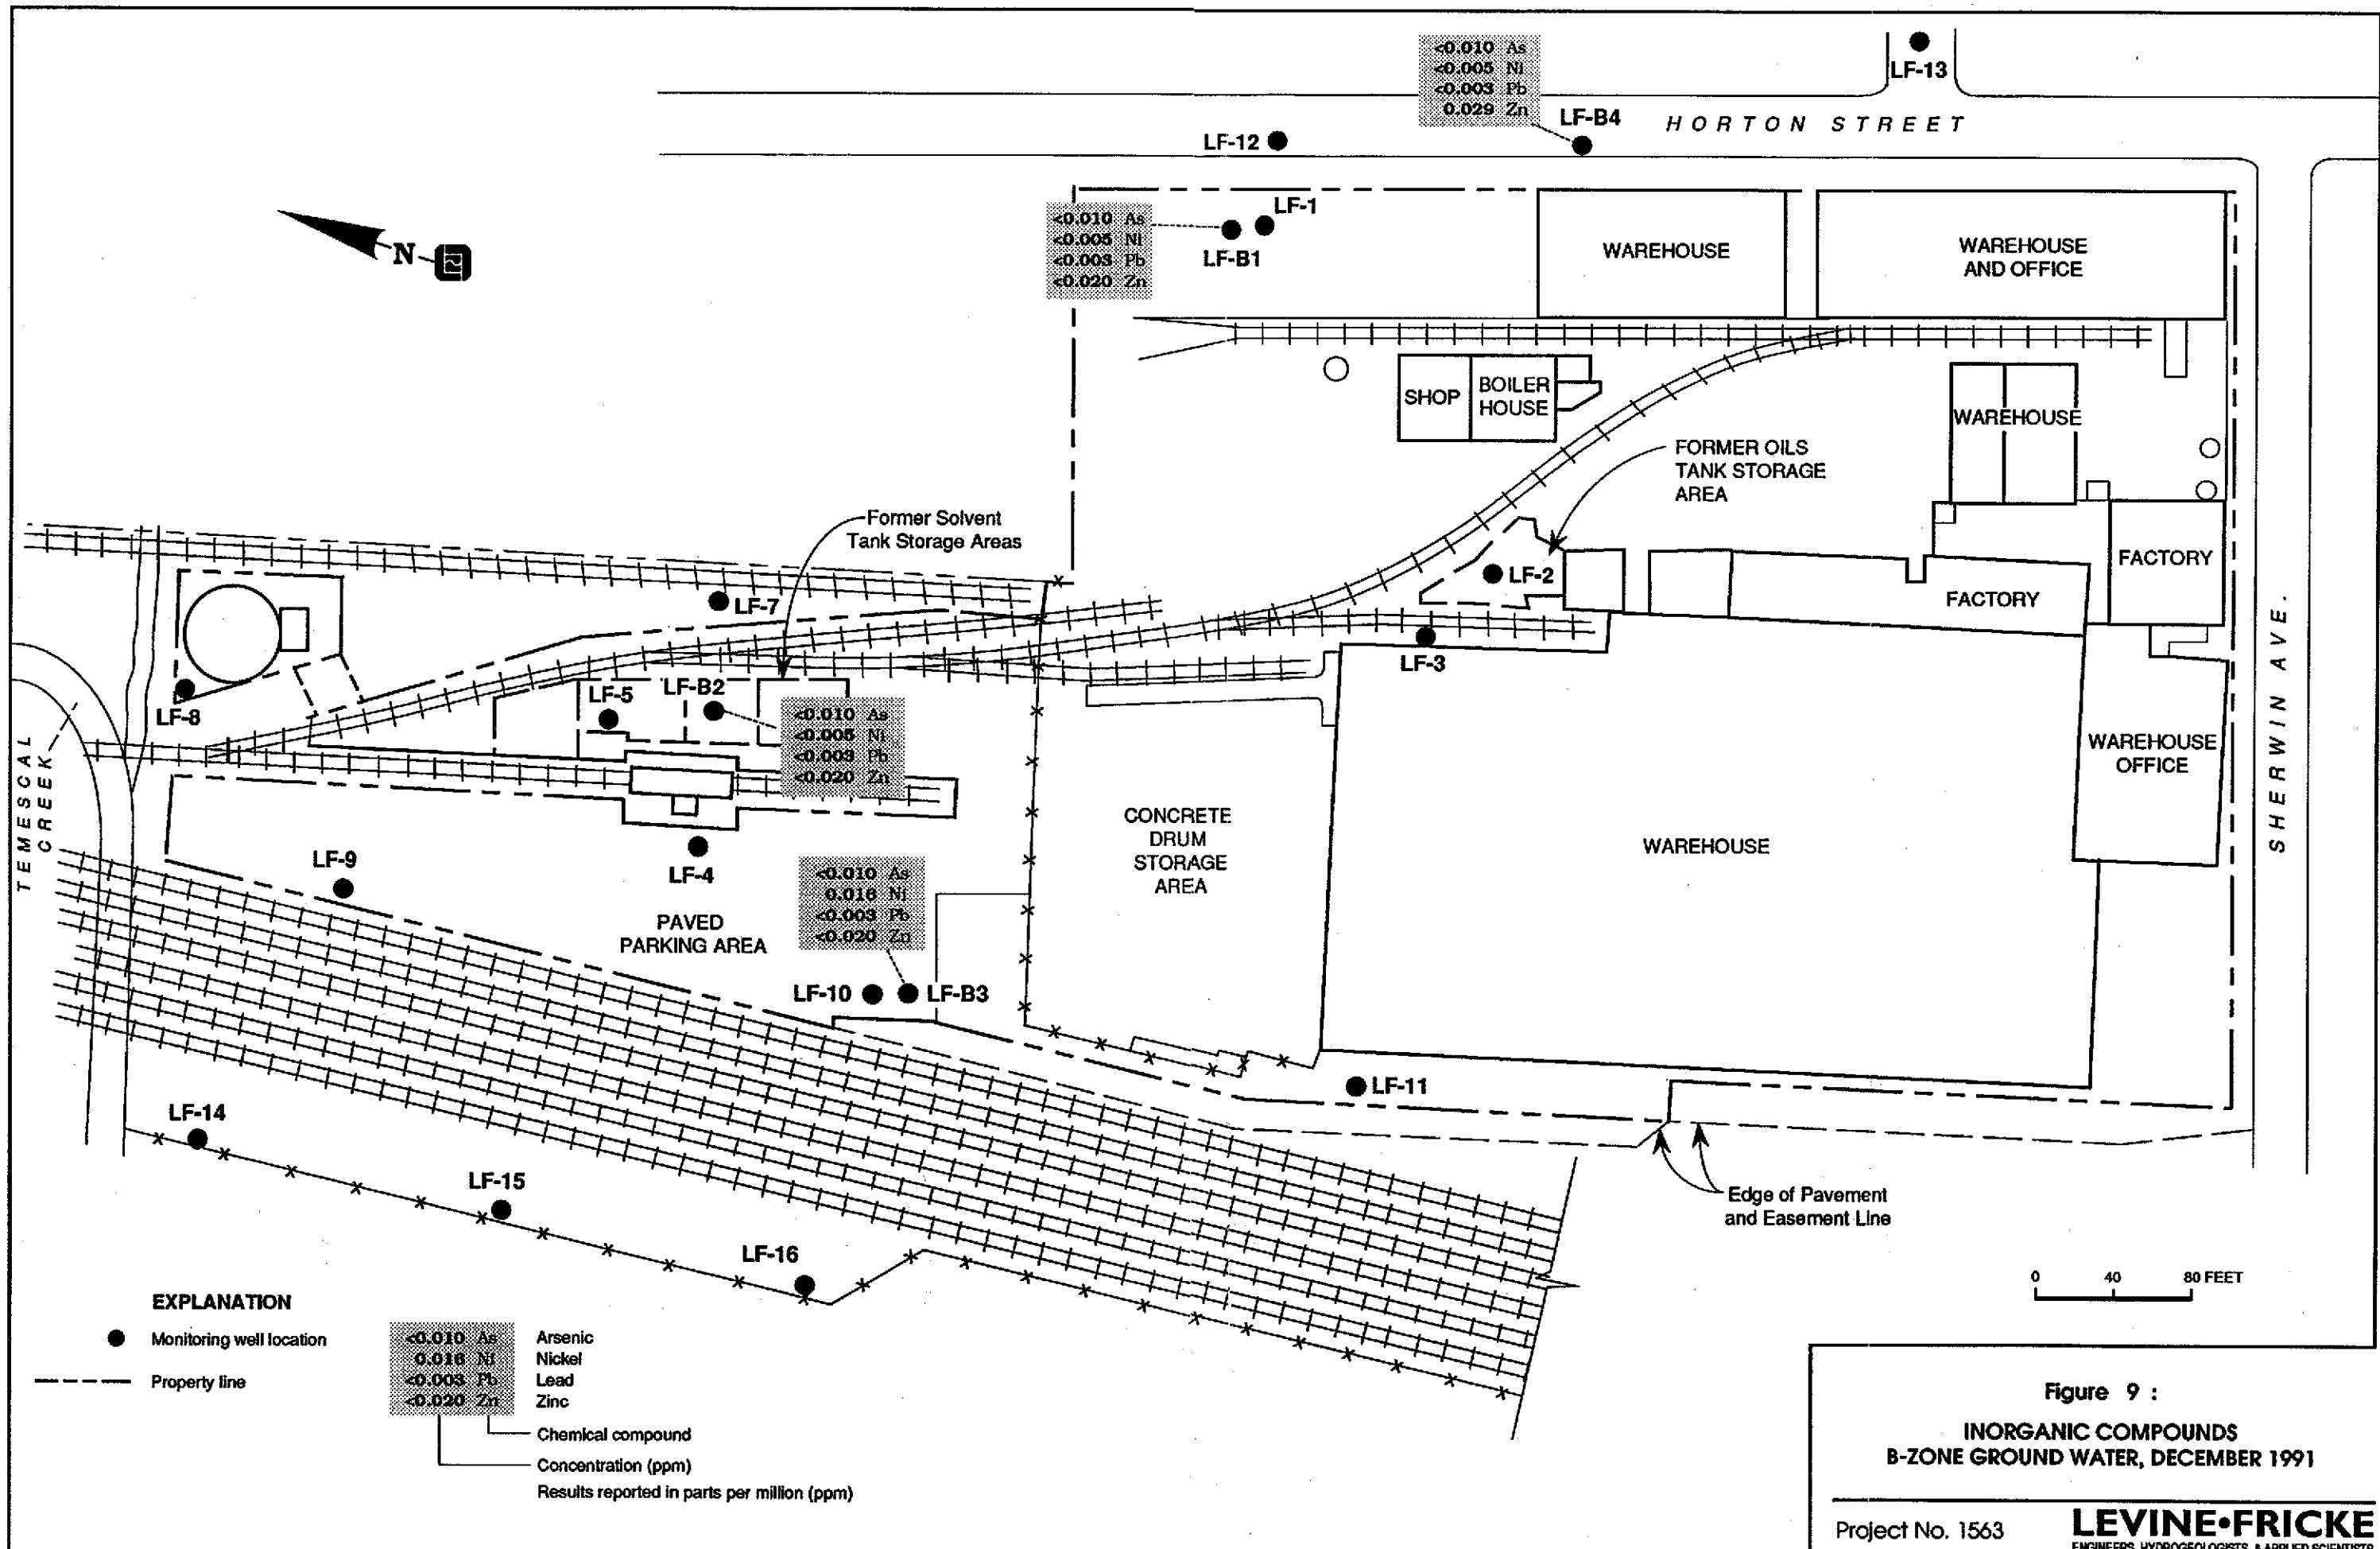 <0.010 As
<0.005 Ni
<0.003 Pb
0.029 Zn
LF-13
LF-B4
HORTON STREET
LF-12
<0.010 As
<0.005 Ni
<0.003 Pb
<0.020 Zn
LF-1
LF-B1
N
WAREHOUSE
WAREHOUSE
AND OFFICE
SHOP
BOILER
HOUSE
WAREHOUSE
FORMER OILS
TANK STORAGE
AREA
Former Solvent
Tank Storage Areas
FACTORY
LF-2
FACTORY
LF-7
SHERWIN AVE.
LF-3
LF-8
LF-5
LF-B2
<0.010 As
<0.005 Ni
<0.003 Pb
<0.020 Zn
TEMESCAL
CREEK
WAREHOUSE
OFFICE
CONCRETE
DRUM
STORAGE
AREA
WAREHOUSE
LF-9
LF-4
<0.010 As
0.016 Ni
<0.003 Pb
<0.020 Zn
PAVED
PARKING AREA
LF-10
LF-B3
LF-11
LF-14
LF-15
Edge of Pavement
and Easement Line
LF-16
0 40 80 FEET
EXPLANATION
Monitoring well location
Property line
<0.010 As Arsenic
0.016 Ni Nickel
<0.003 Pb Lead
<0.020 Zn Zinc
Chemical compound
Concentration (ppm)
Results reported in parts per million (ppm)
Figure 9 :
INORGANIC COMPOUNDS
B-ZONE GROUND WATER, DECEMBER 1991
Project No. 1563
LEVINE•FRICKE
ENGINEERS, HYDROGEOLOGISTS, & APPLIED SCIENTISTS